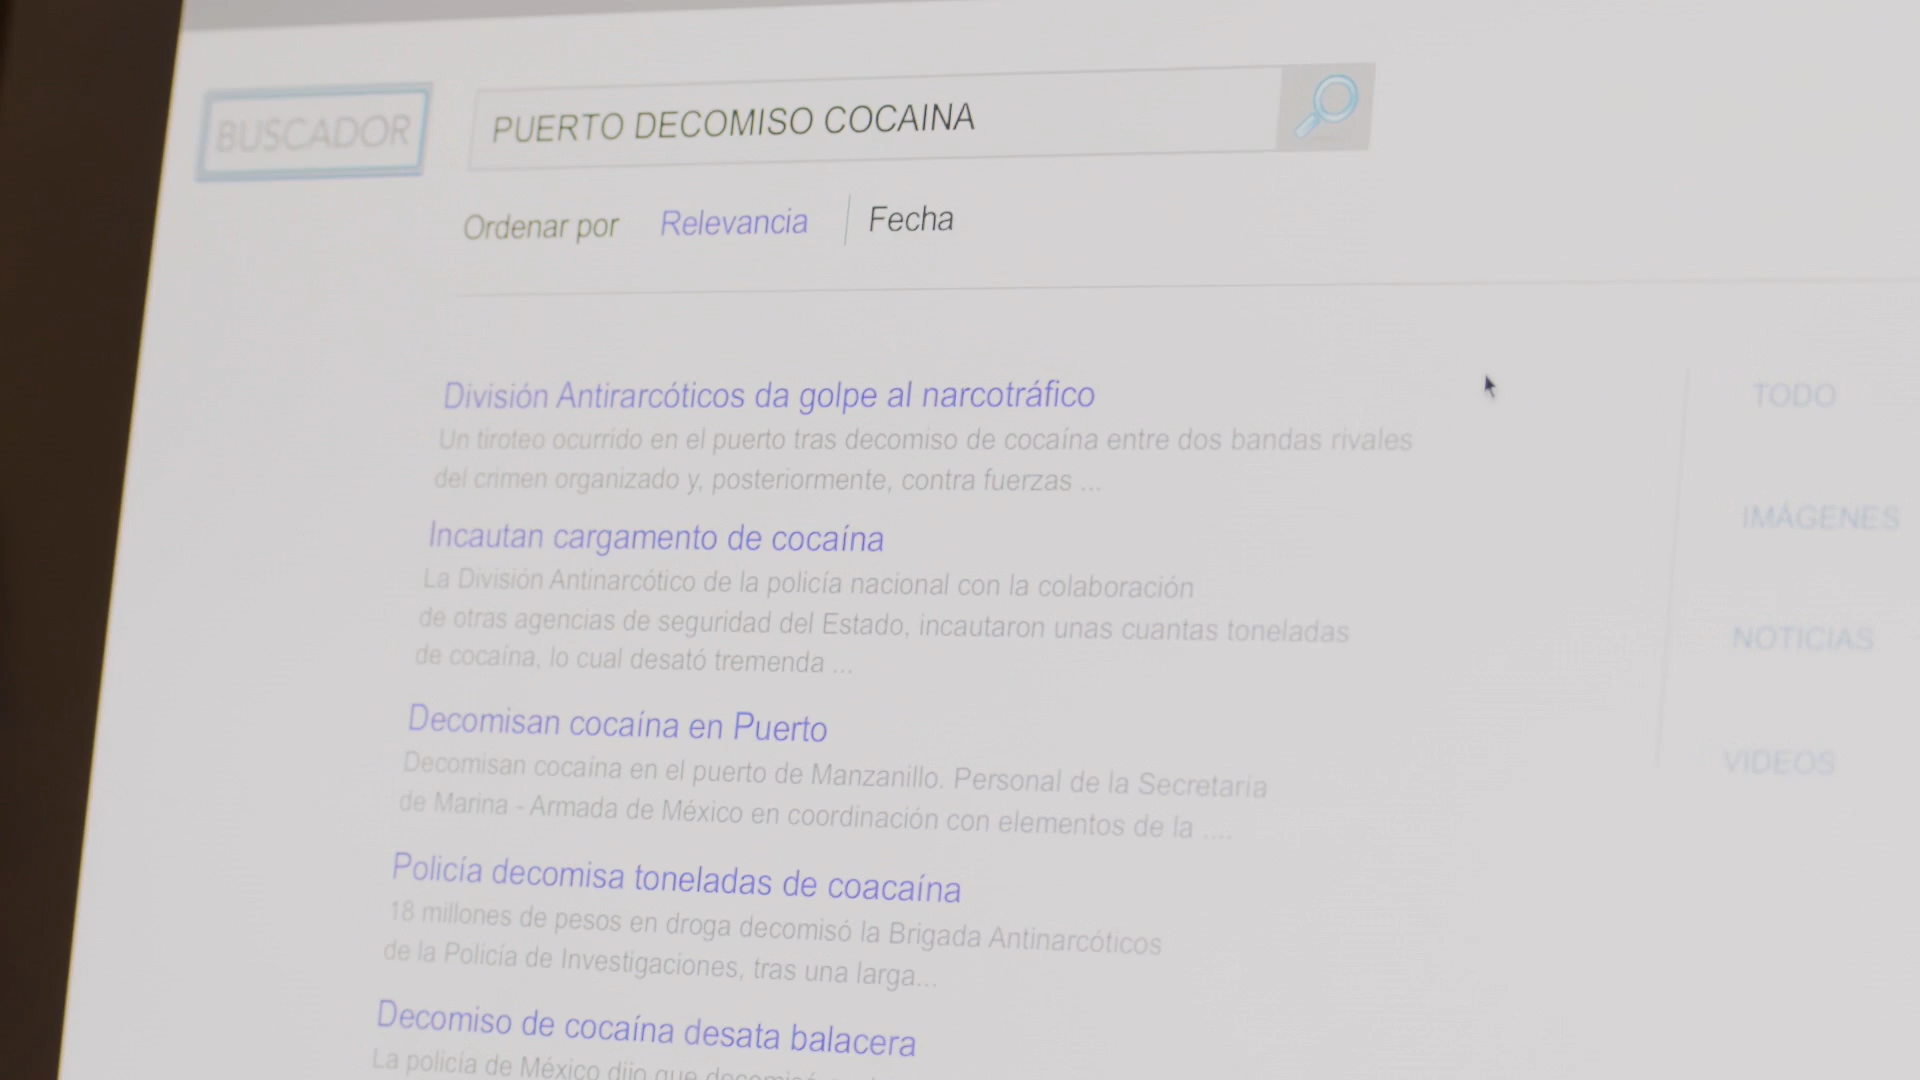 BUSCADOR
PUERTO DECOMISO COCAINA
Ordenar por Relevancia Fecha
División Antirarcóticos da golpe al narcotráfico
Un tiroteo ocurrido en el puerto tras decomiso de cocaína entre dos bandas rivales
del crimen organizado y, posteriormente, contra fuerzas ...
Incautan cargamento de cocaína
La División Antinarcótico de la policía nacional con la colaboración
de otras agencias de seguridad del Estado, incautaron unas cuantas toneladas
de cocaína, lo cual desató tremenda ...
Decomisan cocaína en Puerto
Decomisan cocaína en el puerto de Manzanillo. Personal de la Secretaría
de Marina - Armada de México en coordinación con elementos de la ....
Policía decomisa toneladas de coacaína
18 millones de pesos en droga decomisó la Brigada Antinarcóticos
de la Policía de Investigaciones, tras una larga...
Decomiso de cocaína desata balacera
La policía de México dijo que decomisó
TODO
IMÁGENES
NOTICIAS
VIDEOS